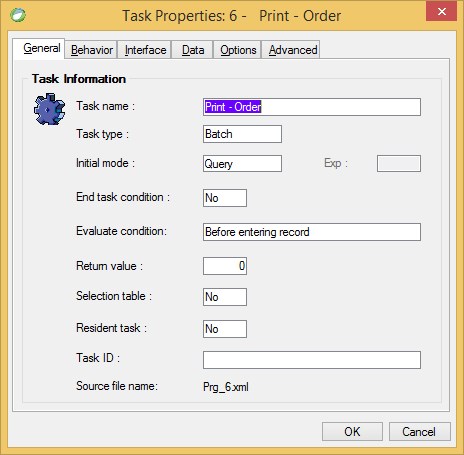 Task Properties: 6 - Print - Order
General Behavior Interface Data Options Advanced
Task Information
Task name : Print - Order
Task type : Batch
Initial mode : Query Exp :
End task condition : No
Evaluate condition: Before entering record
Return value : 0
Selection table : No
Resident task : No
Task ID :
Source file name: Prg_6.xml
OK Cancel